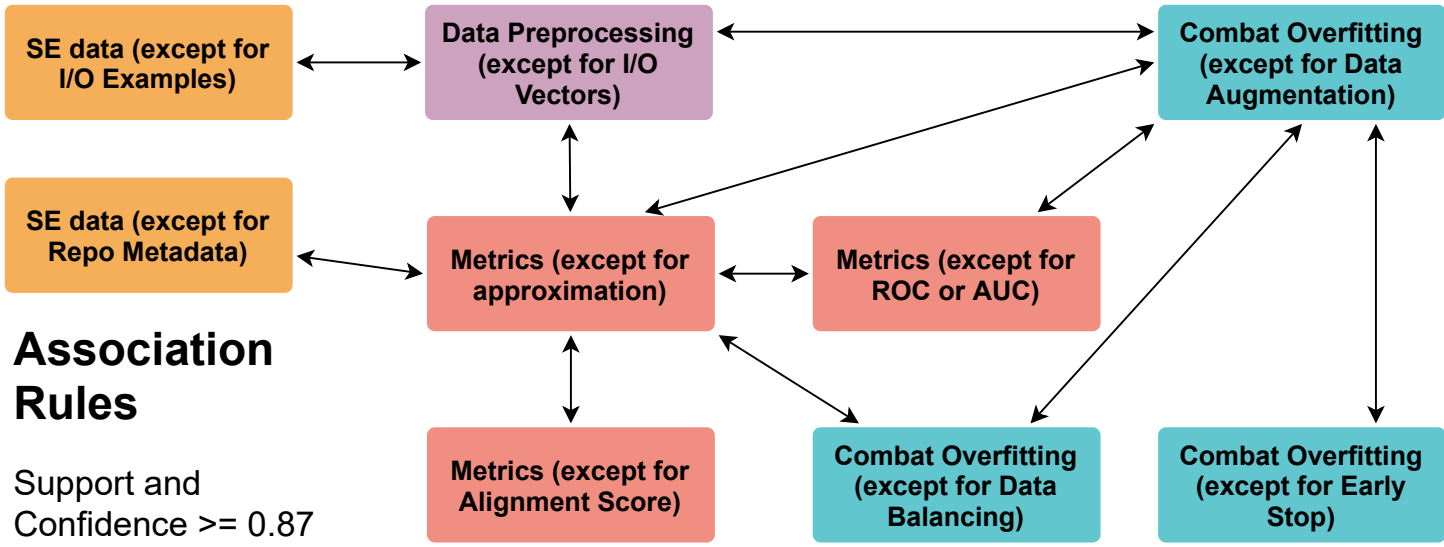 SE data (except for
I/O Examples)
Data Preprocessing
(except for I/O
Vectors)
Combat Overfitting
(except for Data
Augmentation)
SE data (except for
Repo Metadata)
Metrics (except for
approximation)
Metrics (except for
ROC or AUC)
Association
Rules
Support and
Confidence >= 0.87
Metrics (except for
Alignment Score)
Combat Overfitting
(except for Data
Balancing)
Combat Overfitting
(except for Early
Stop)